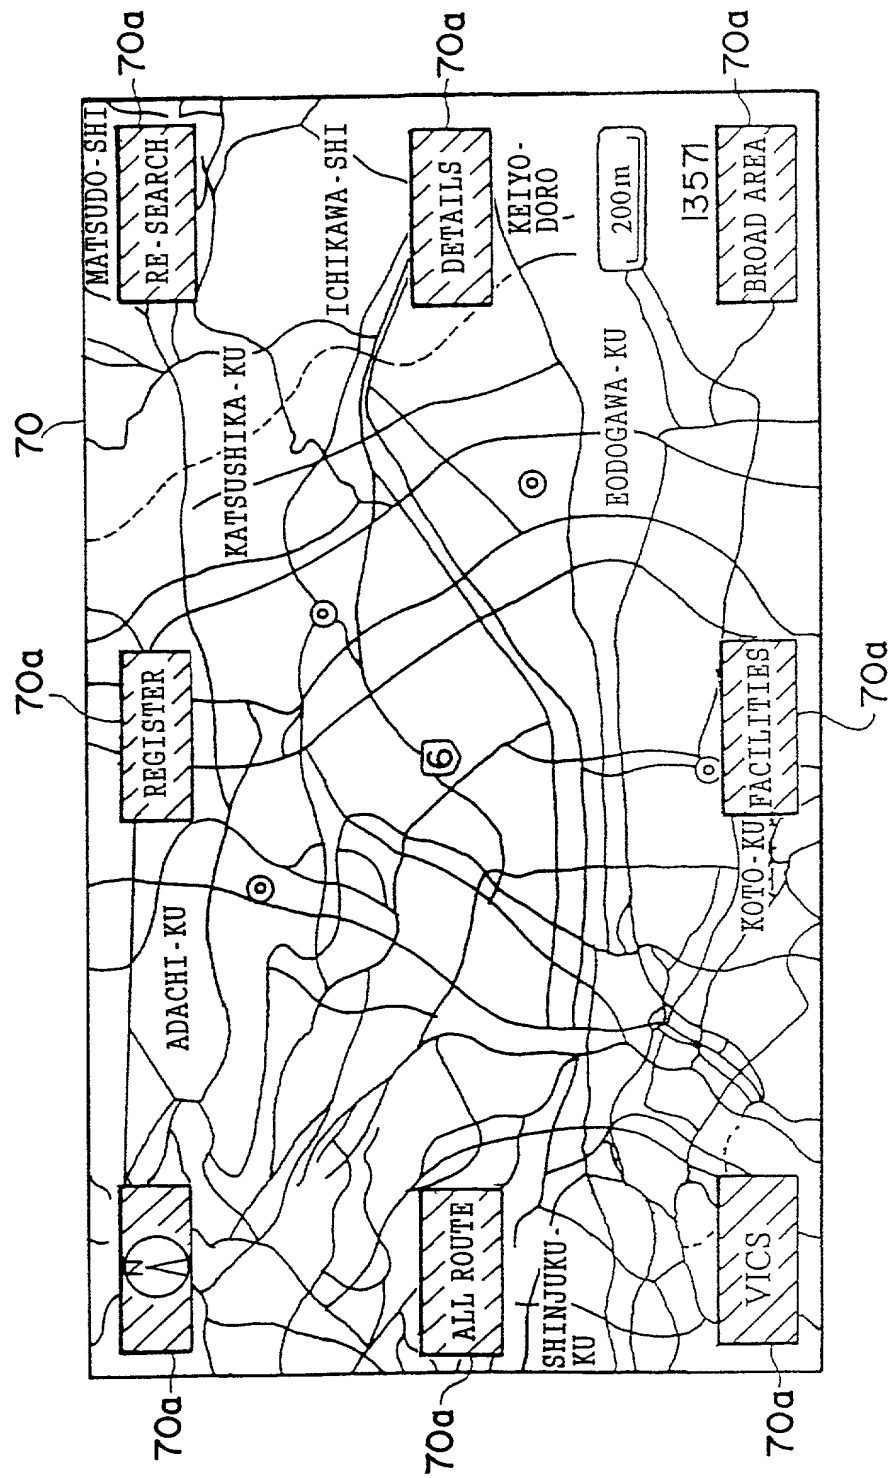 70a
70
MATSUDO-SHI
70a
N
REGISTER
RE-SEARCH
70a
ADACHI-KU
KATSUSHIKA-KU
ICHIKAWA-SHI
70a
ALL ROUTE
6
DETAILS
70a
SHINJUKU-
KU
KEIYO-
DORO
EODOGAWA-KU
200m
13571
70a
VICS
KOTO-KU
FACILITIES
BROAD AREA
70a
70a